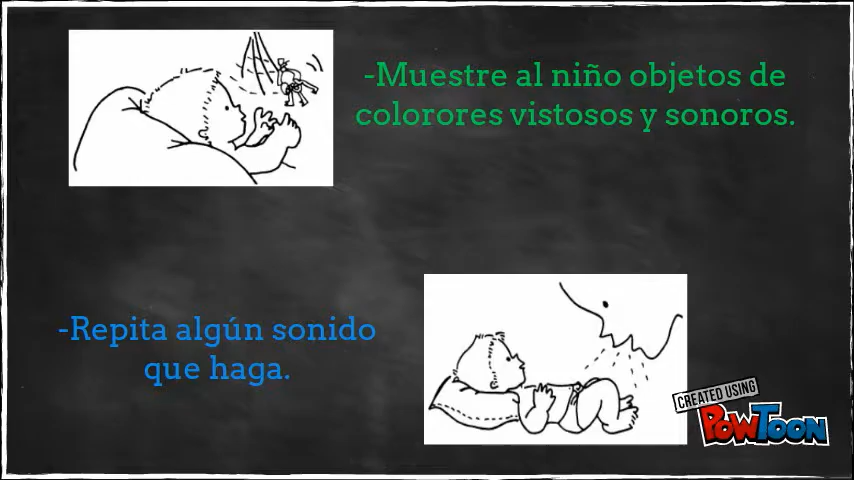 -Muestre al niño objetos de
colorores vistosos y sonoros.
-Repita algún sonido
que haga.
CREATED USING
POWTOON